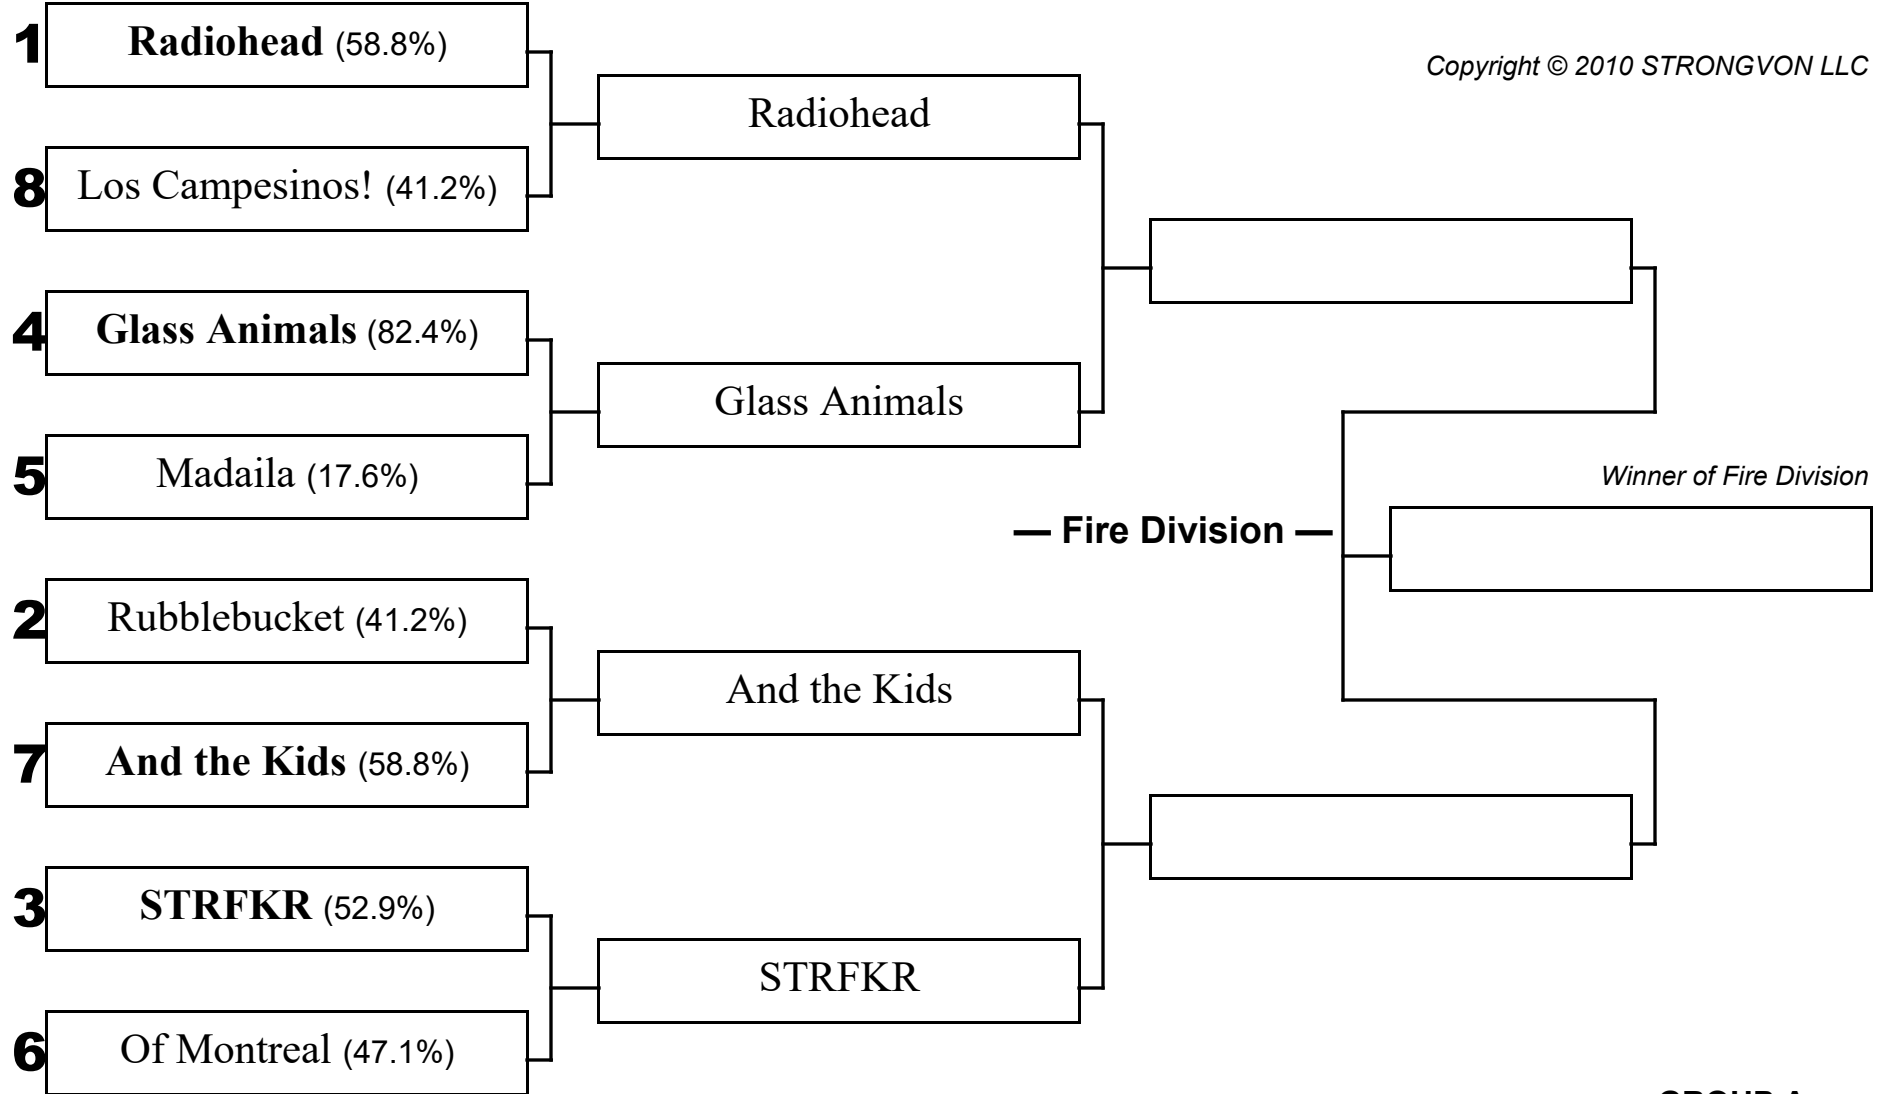 1 Radiohead (58.8%)
Copyright © 2010 STRONGVON LLC
Radiohead
8 Los Campesinos! (41.2%)
4 Glass Animals (82.4%)
Glass Animals
5 Madaila (17.6%)
Winner of Fire Division
— Fire Division —
2 Rubblebucket (41.2%)
And the Kids
7 And the Kids (58.8%)
3 STRFKR (52.9%)
STRFKR
6 Of Montreal (47.1%)